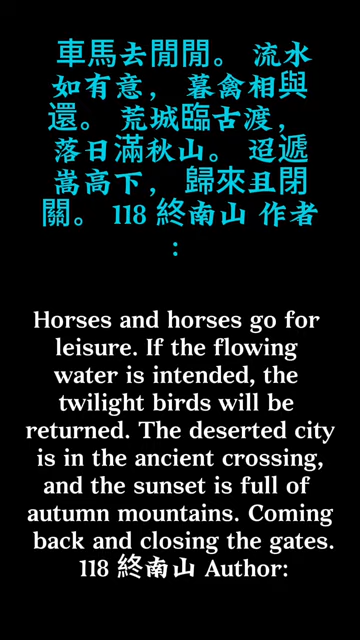 車馬去閒閒。 流水
如有意， 暮禽相與
還。 荒城臨古渡，
落日滿秋山。 迢遞
嵩高下， 歸來且閉
關。 118 終南山 作者
:
Horses and horses go for
leisure. If the flowing
water is intended, the
twilight birds will be
returned. The deserted city
is in the ancient crossing,
and the sunset is full of
autumn mountains. Coming
back and closing the gates.
118 終南山 Author: